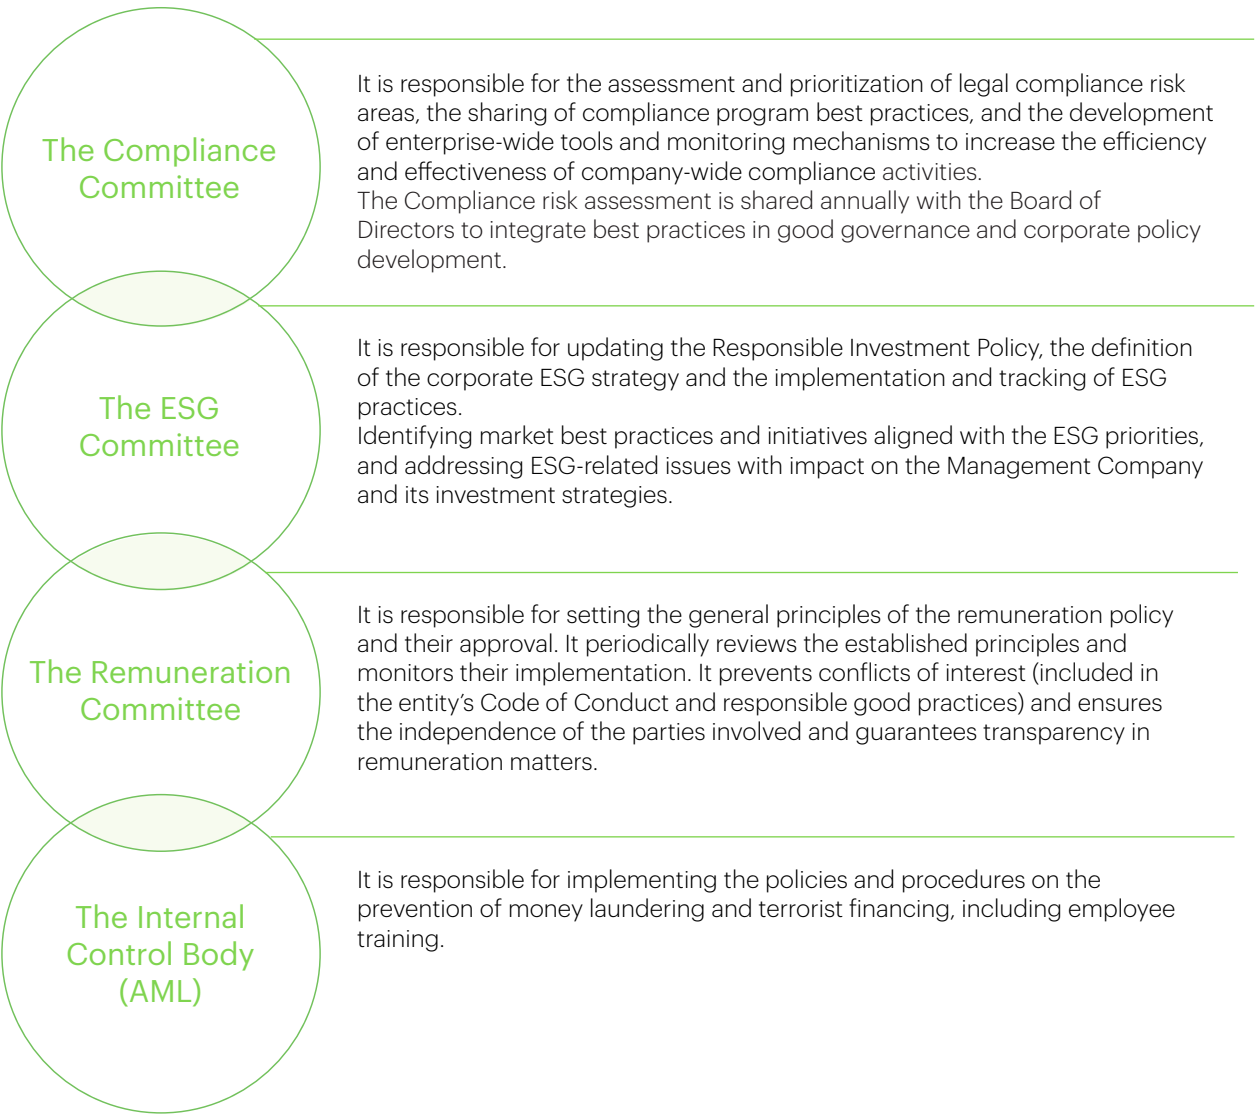 The Compliance
Committee
It is responsible for the assessment and prioritization of legal compliance risk
areas, the sharing of compliance program best practices, and the development
of enterprise-wide tools and monitoring mechanisms to increase the efficiency
and effectiveness of company-wide compliance activities.
The Compliance risk assessment is shared annually with the Board of
Directors to integrate best practices in good governance and corporate policy
development.
The ESG
Committee
It is responsible for updating the Responsible Investment Policy, the definition
of the corporate ESG strategy and the implementation and tracking of ESG
practices.
Identifying market best practices and initiatives aligned with the ESG priorities,
and addressing ESG-related issues with impact on the Management Company
and its investment strategies.
The Remuneration
Committee
It is responsible for setting the general principles of the remuneration policy
and their approval. It periodically reviews the established principles and
monitors their implementation. It prevents conflicts of interest (included in
the entity’s Code of Conduct and responsible good practices) and ensures
the independence of the parties involved and guarantees transparency in
remuneration matters.
The Internal
Control Body
(AML)
It is responsible for implementing the policies and procedures on the
prevention of money laundering and terrorist financing, including employee
training.